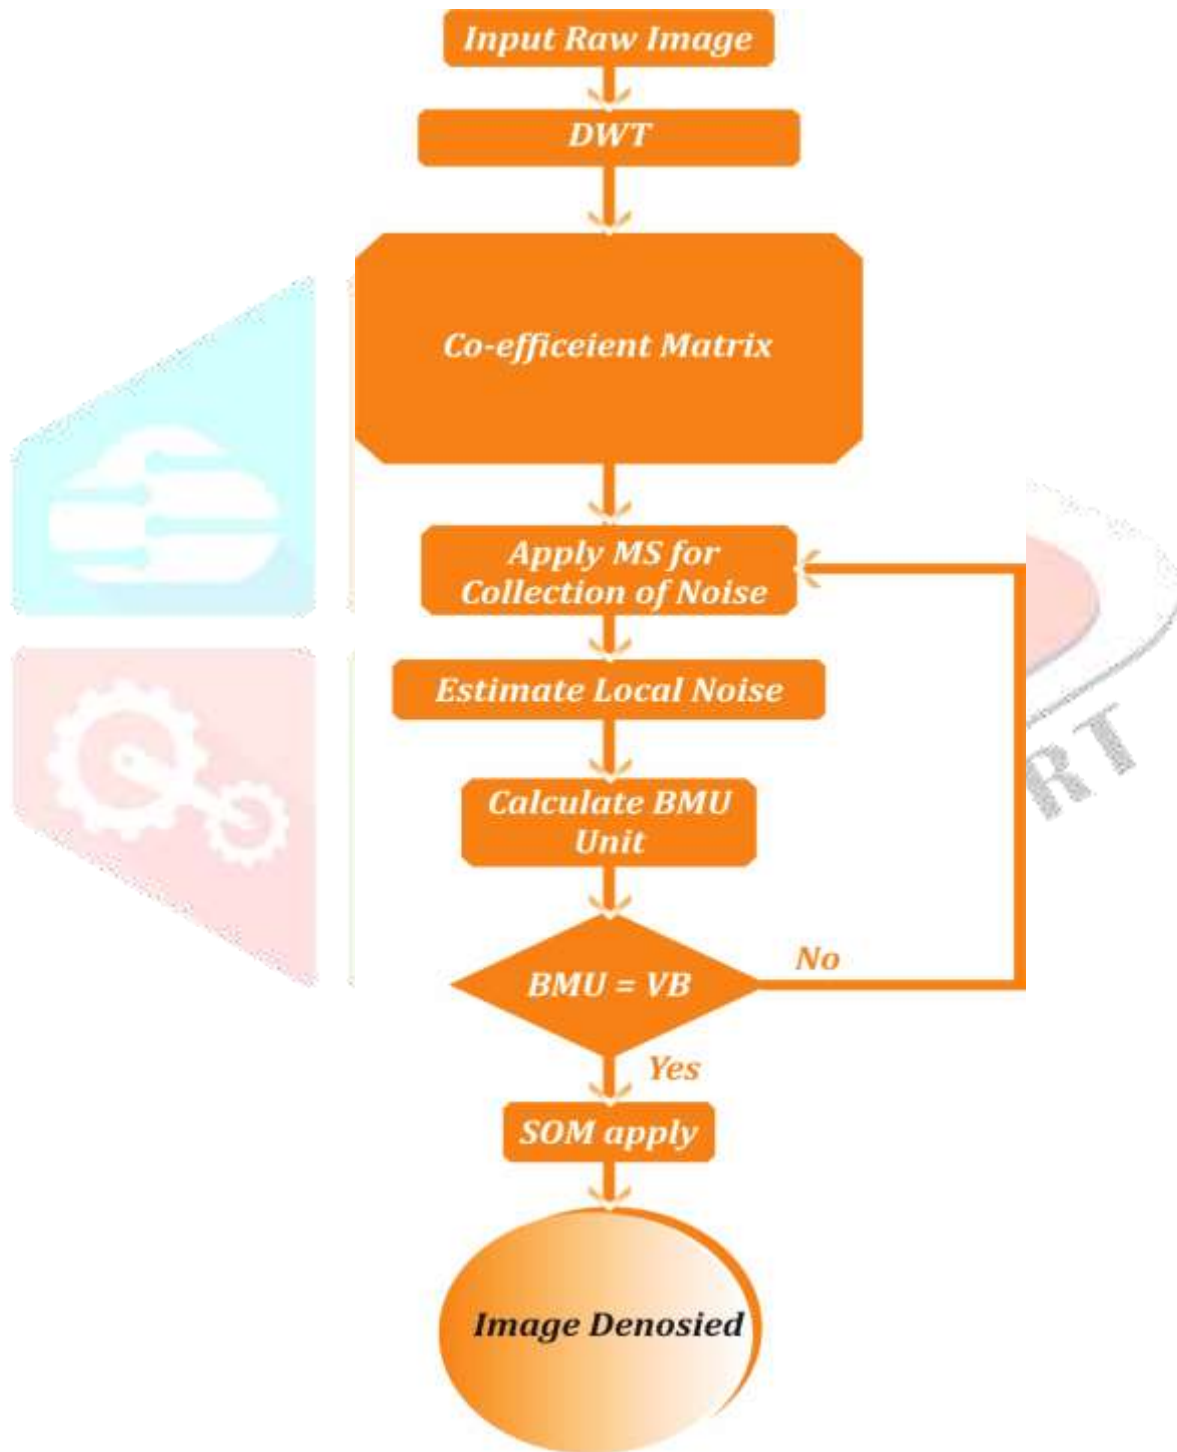 Input Raw Image
DWT
Co-efficeient Matrix
Apply MS for
Collection of Noise
Estimate Local Noise
Calculate BMU
Unit
BMU = VB
No
Yes
SOM apply
Image Denosied
RT